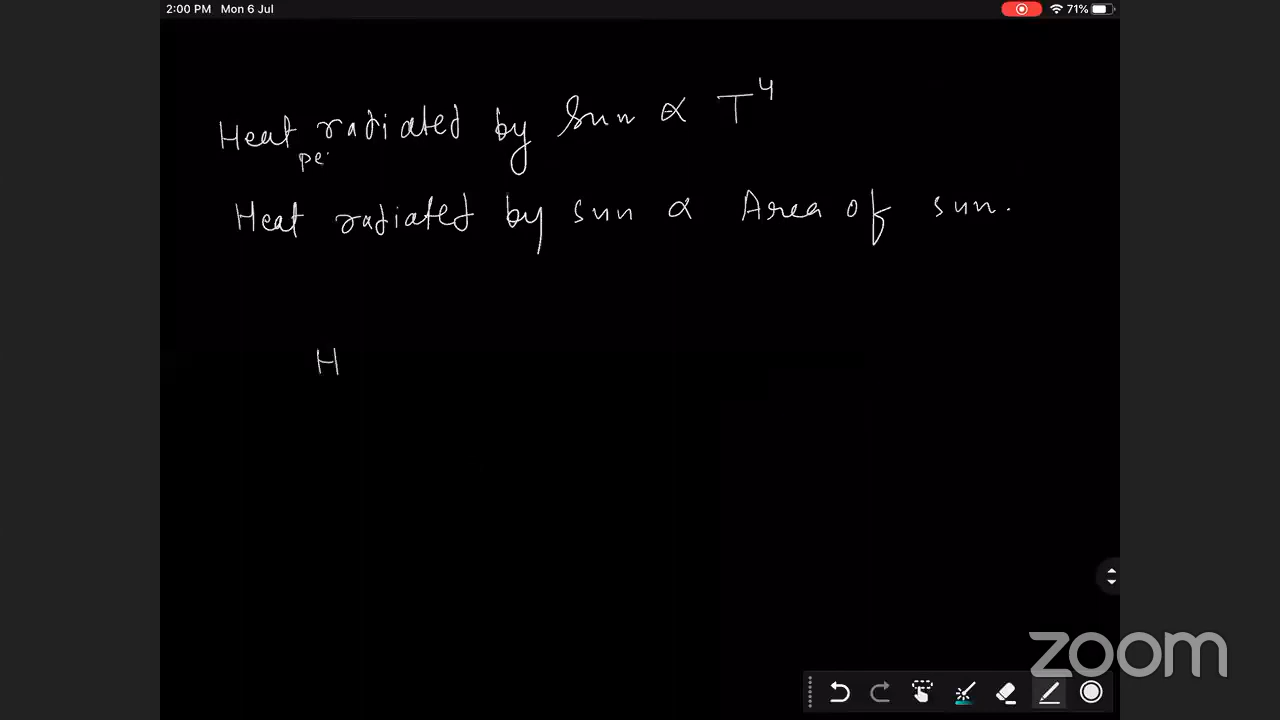 2:00 PM Mon 6 Jul 71%
Heat radiated by Sun ∝ T⁴
pe
Heat radiated by sun ∝ Area of sun.
H
zoom